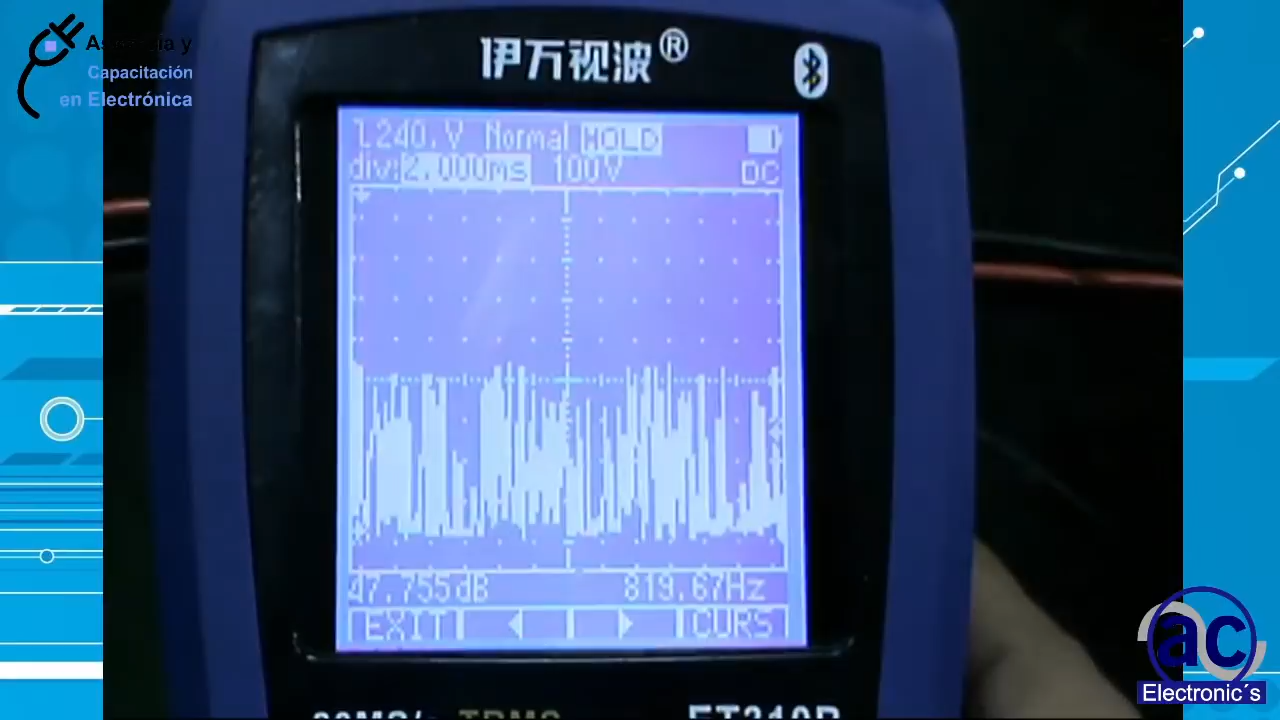 Capacitación
en Electrónica
伊万视波®
240.V Normal HOLD
div:2.000ms 100V DC
47.755dB 819.67Hz
EXIT CURS
ac
Electronic´s